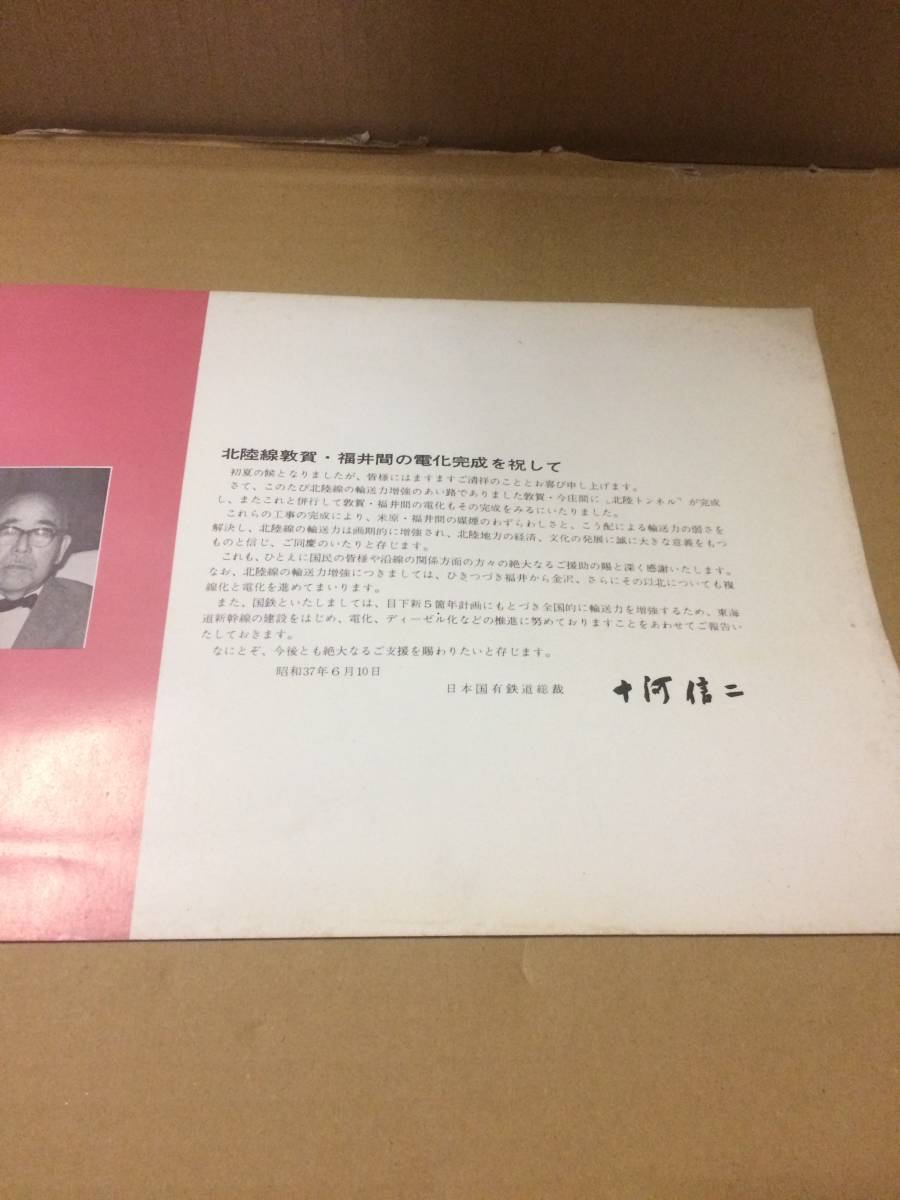 北陸線敦賀・福井間の電化完成を祝して
初夏の候となりましたが、皆様にはますますご清祥のこととお喜び申し上げます。
さて、このたび北陸線の輸送力増強のあい路でありました敦賀・今庄間に〝北陸トンネル〟が完成
し、またこれと併行して敦賀・福井間の電化もその完成をみるにいたりました。
これらの工事の完成により、米原・福井間の媒煙のわずらわしさと、こう配による輸送力の弱さを
解決し、北陸線の輸送力は画期的に増強され、北陸地方の経済、文化の発展に誠に大きな意義をもつ
ものと信じ、ご同慶のいたりと存じます。
これも、ひとえに国民の皆様や沿線の関係方面の方々の絶大なるご援助の賜と深く感謝いたします。
なお、北陸線の輸送力増強につきましては、ひきつづき福井から金沢、さらにその以北についても複
線化と電化を進めてまいります。
また、国鉄といたしましては、目下新5箇年計画にもとづき全国的に輸送力を増強するため、東海
道新幹線の建設をはじめ、電化、ディーゼル化などの推進に努めておりますことをあわせてご報告い
たしておきます。
なにとぞ、今後とも絶大なるご支援を賜わりたいと存じます。
昭和37年6月10日
日本国有鉄道総裁 十河信二